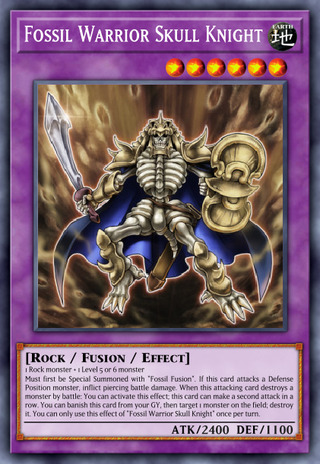 Fossil Warrior Skull Knight
EARTH
地
[Rock / Fusion / Effect]
1 Rock monster + 1 Level 5 or 6 monster
Must first be Special Summoned with "Fossil Fusion". If this card attacks a Defense
Position monster, inflict piercing battle damage. When this attacking card destroys a
monster by battle: You can activate this effect; this card can make a second attack in
a row. You can banish this card from your GY, then target 1 monster on the field; destroy
it. You can only use this effect of "Fossil Warrior Skull Knight" once per turn.
ATK/2400 DEF/1100